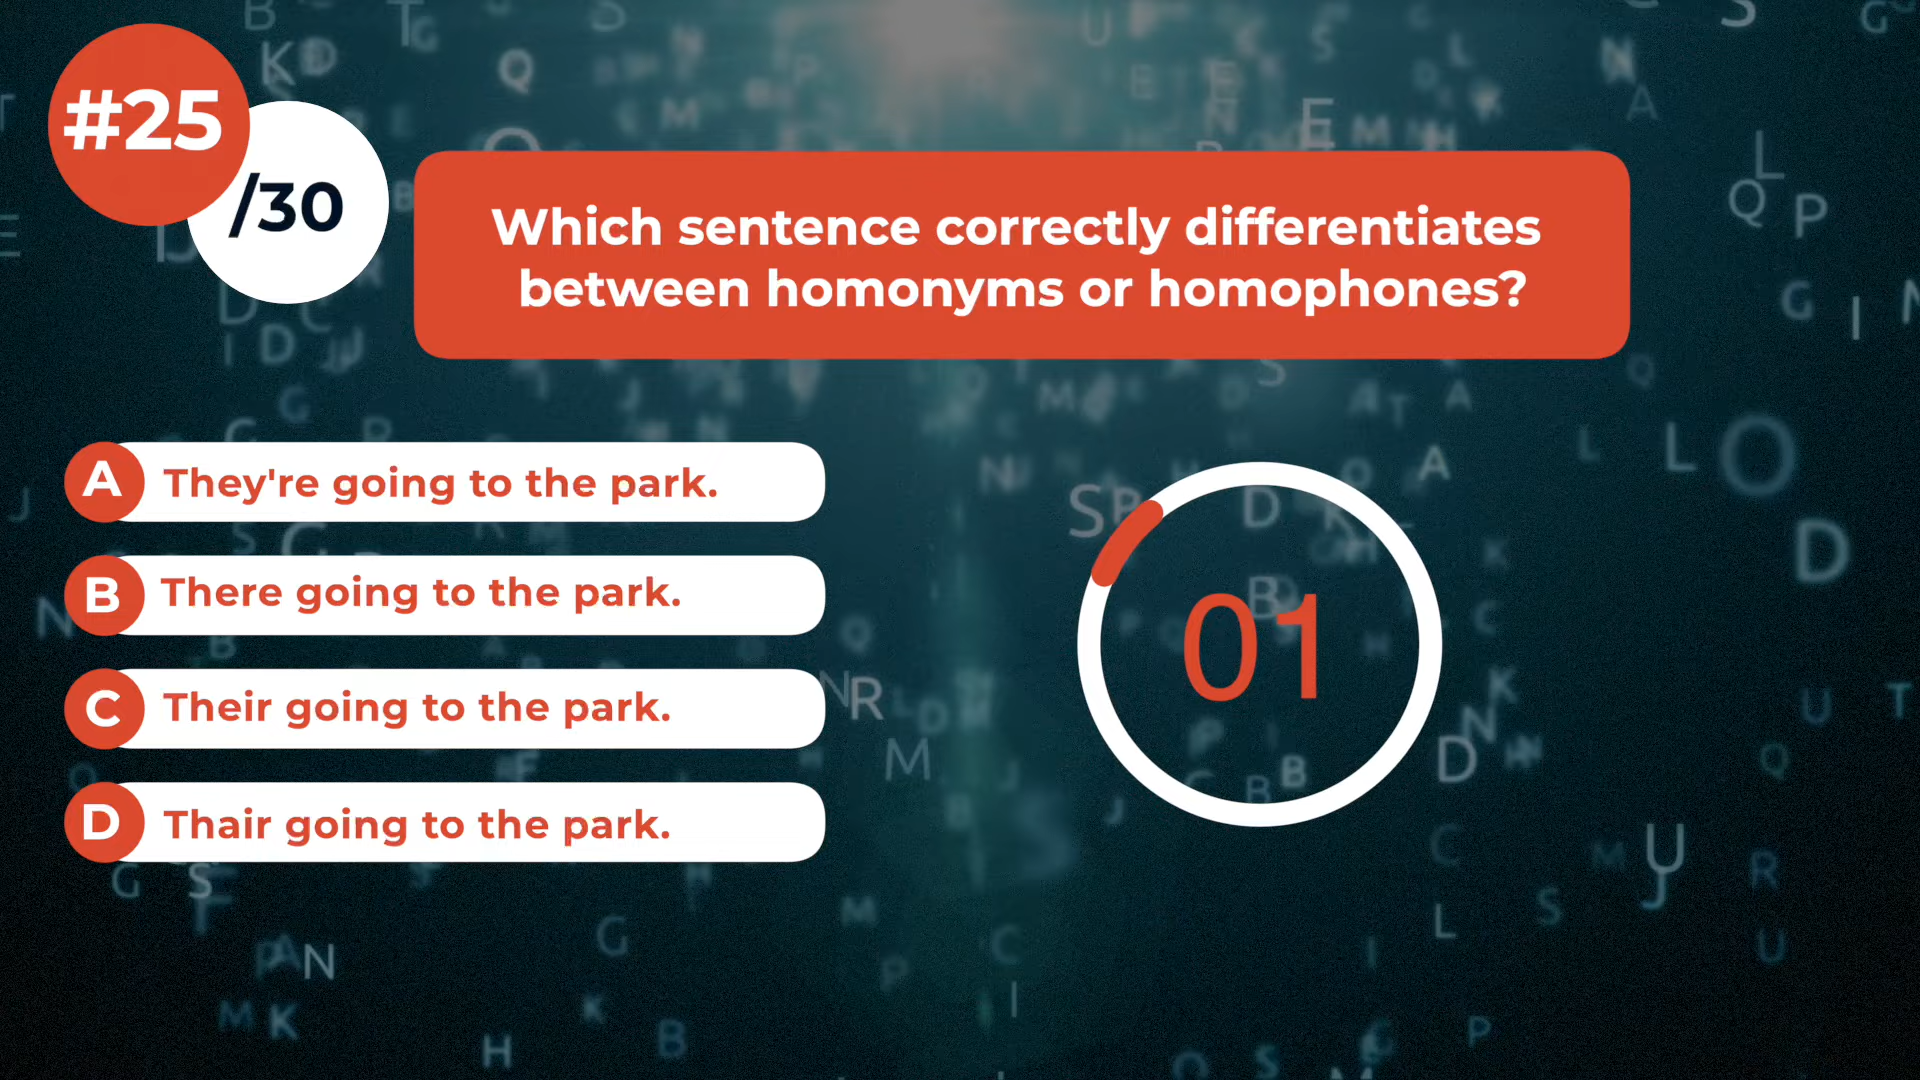 #25
/30
Which sentence correctly differentiates
between homonyms or homophones?
A They're going to the park.
B There going to the park.
C Their going to the park.
D Thair going to the park.
01